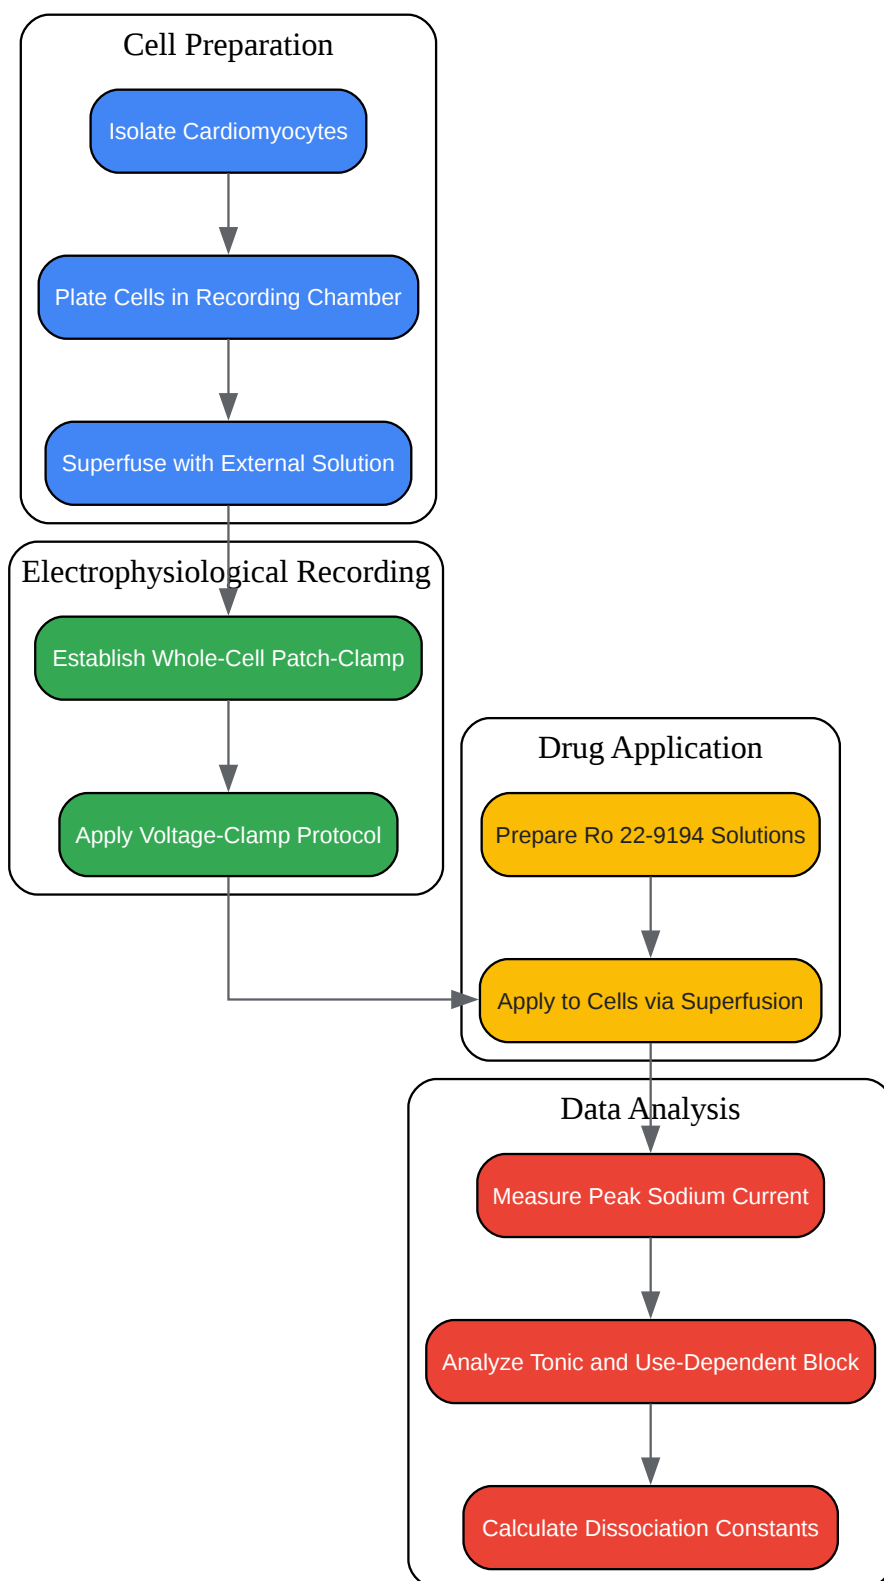 Cell Preparation
Isolate Cardiomyocytes
Plate Cells in Recording Chamber
Superfuse with External Solution
Electrophysiological Recording
Establish Whole-Cell Patch-Clamp
Apply Voltage-Clamp Protocol
Drug Application
Prepare Ro 22-9194 Solutions
Apply to Cells via Superfusion
Data Analysis
Measure Peak Sodium Current
Analyze Tonic and Use-Dependent Block
Calculate Dissociation Constants